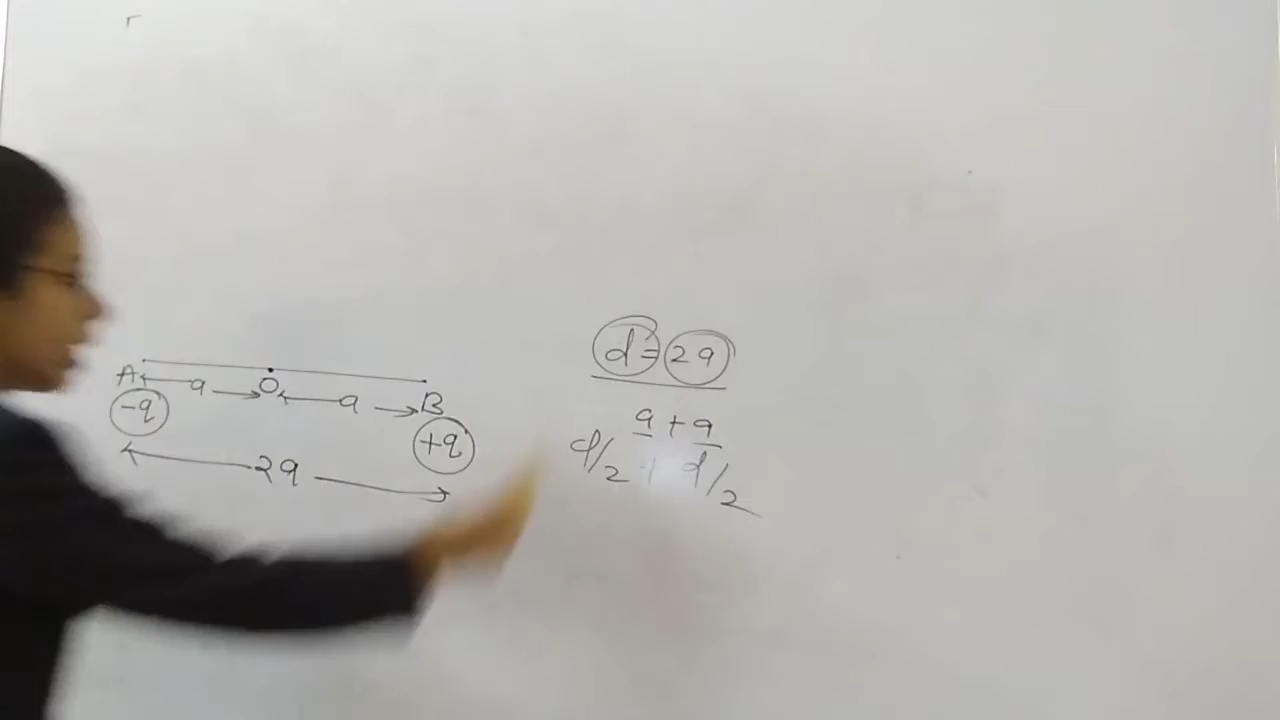 A a O a B
-q
+q
2a
d = 2a
a + a
d/2 + d/2